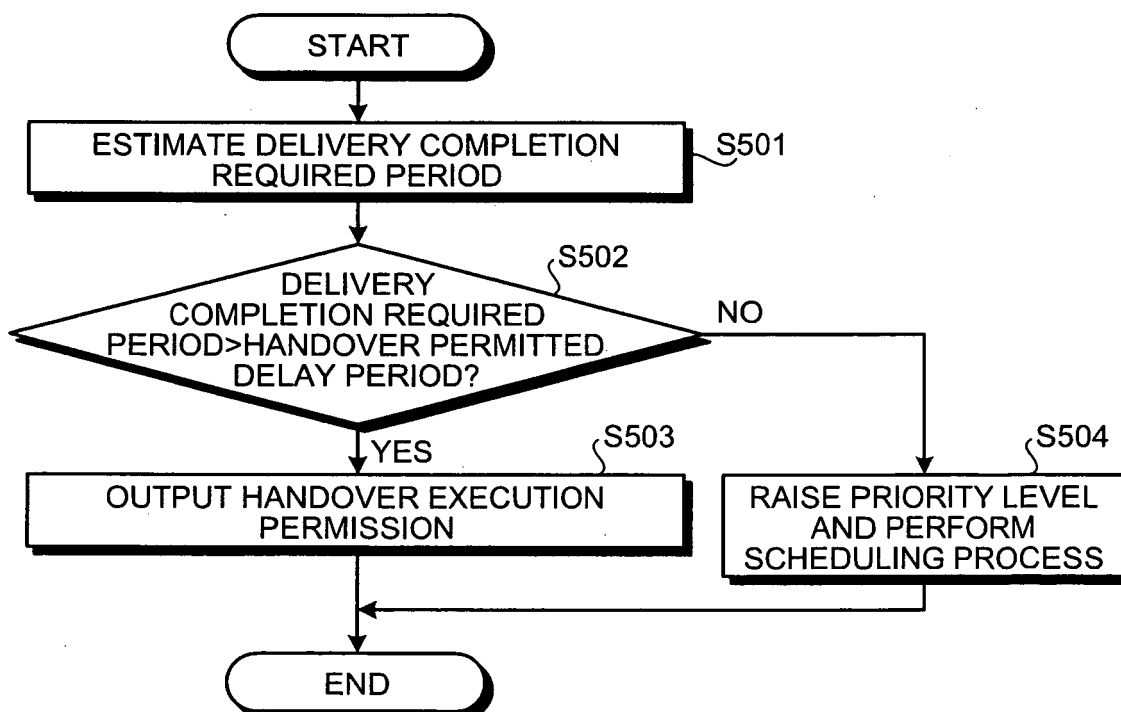 START
ESTIMATE DELIVERY COMPLETION
REQUIRED PERIOD
S501
DELIVERY
COMPLETION REQUIRED
PERIOD>HANDOVER PERMITTED
DELAY PERIOD?
S502
NO
YES
S503
OUTPUT HANDOVER EXECUTION
PERMISSION
S504
RAISE PRIORITY LEVEL
AND PERFORM
SCHEDULING PROCESS
END